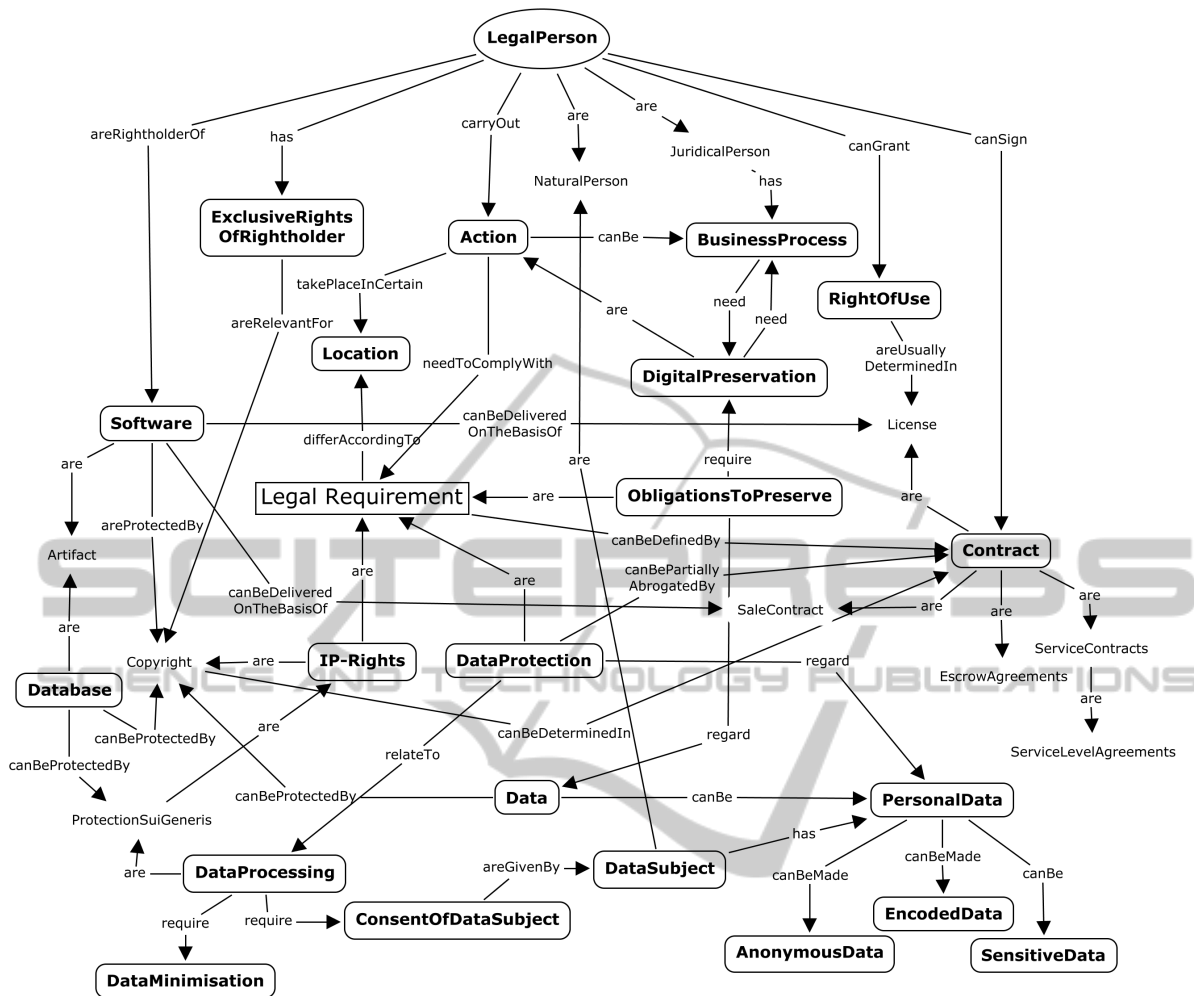 LegalPerson
are
areRightholderOf
has
carryOut
are
canGrant
canSign
JuridicalPerson
NaturalPerson
has
ExclusiveRights
OfRightholder
Action
canBe
BusinessProcess
takePlaceInCertain
RightOfUse
are
need
need
areRelevantFor
Location
needToComplyWith
DigitalPreservation
areUsually
DeterminedIn
Software
canBeDelivered
OnTheBasisOf
License
differAccordingTo
are
are
require
Legal Requirement
are
ObligationsToPreserve
are
areProtectedBy
canBeDefinedBy
Contract
Artifact
SCITEPRESS
are
are
canBePartially
AbrogatedBy
canBeDelivered
OnTheBasisOf
SaleContract
are
are
are
are
Copyright
are
IP-Rights
DataProtection
regard
ServiceContracts
SCIENCE AND TECHNOLOGY PUBLICATIONS
EscrowAgreements
Database
are
are
canBeProtectedBy
canBeDeterminedIn
regard
relateTo
ServiceLevelAgreements
canBeProtectedBy
canBeProtectedBy
Data
canBe
PersonalData
ProtectionSuiGeneris
has
are
DataProcessing
areGivenBy
DataSubject
canBeMade
canBeMade
canBe
require
require
ConsentOfDataSubject
EncodedData
AnonymousData
SensitiveData
DataMinimisation